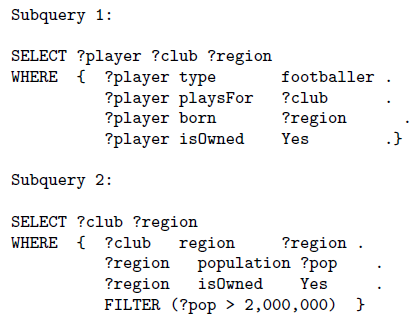 Subquery 1:
SELECT ?player ?club ?region
WHERE { ?player type footballer .
?player playsFor ?club .
?player born ?region .
?player isOwned Yes .}
Subquery 2:
SELECT ?club ?region
WHERE { ?club region ?region .
?region population ?pop .
?region isOwned Yes .
FILTER (?pop > 2,000,000) }